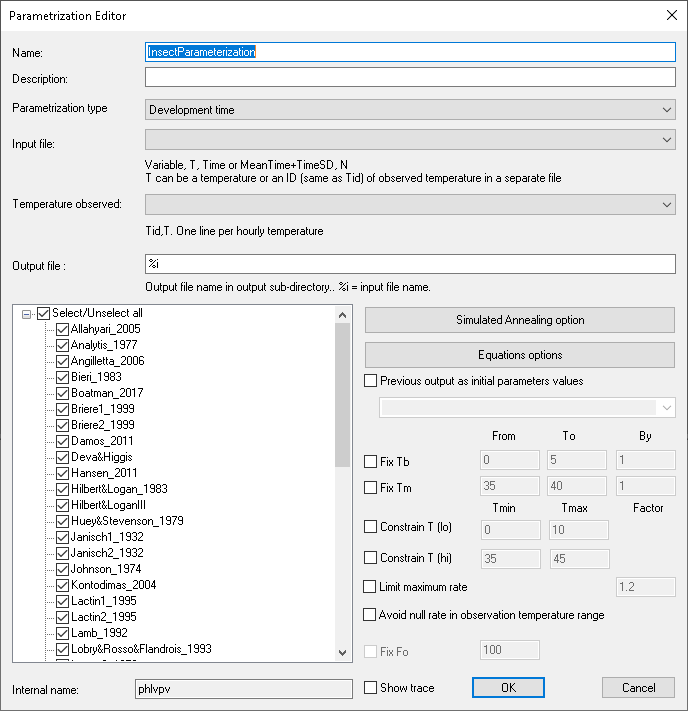 Parametrization Editor
Name: InsectParameterization
Description:
Parametrization type Development time
Input file:
Variable, T, Time or MeanTime+TimeSD, N
T can be a temperature or an ID (same as Tid) of observed temperature in a separate file
Temperature observed:
Tid,T. One line per hourly temperature
Output file : %i
Output file name in output sub-directory.. %i = input file name.
Select/Unselect all
Allahyari_2005
Analytis_1977
Angilletta_2006
Bieri_1983
Boatman_2017
Briere1_1999
Briere2_1999
Damos_2011
Deva&Higgis
Hansen_2011
Hilbert&Logan_1983
Hilbert&LoganIII
Huey&Stevenson_1979
Janisch1_1932
Janisch2_1932
Johnson_1974
Kontodimas_2004
Lactin1_1995
Lactin2_1995
Lamb_1992
Lobry&Rosso&Flandrois_1993
Simulated Annealing option
Equations options
Previous output as initial parameters values
From To By
Fix Tb 0 5 1
Fix Tm 35 40 1
Tmin Tmax Factor
Constrain T (lo) 0 10
Constrain T (hi) 35 45
Limit maximum rate 1.2
Avoid null rate in observation temperature range
Fix Fo 100
Internal name: phlvpv
Show trace OK Cancel